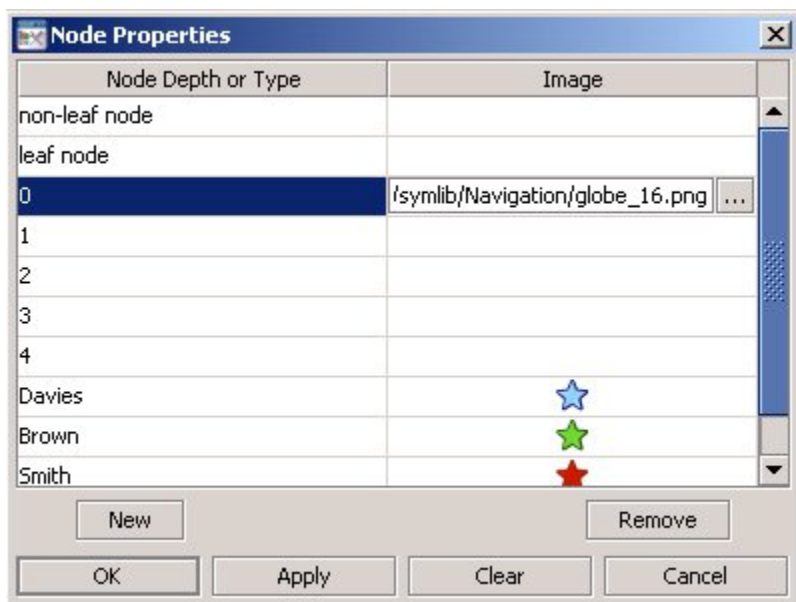 Node Properties
Node Depth or Type Image
non-leaf node
leaf node
0 /symlib/Navigation/globe_16.png ...
1
2
3
4
Davies
Brown
Smith
New Remove
OK Apply Clear Cancel